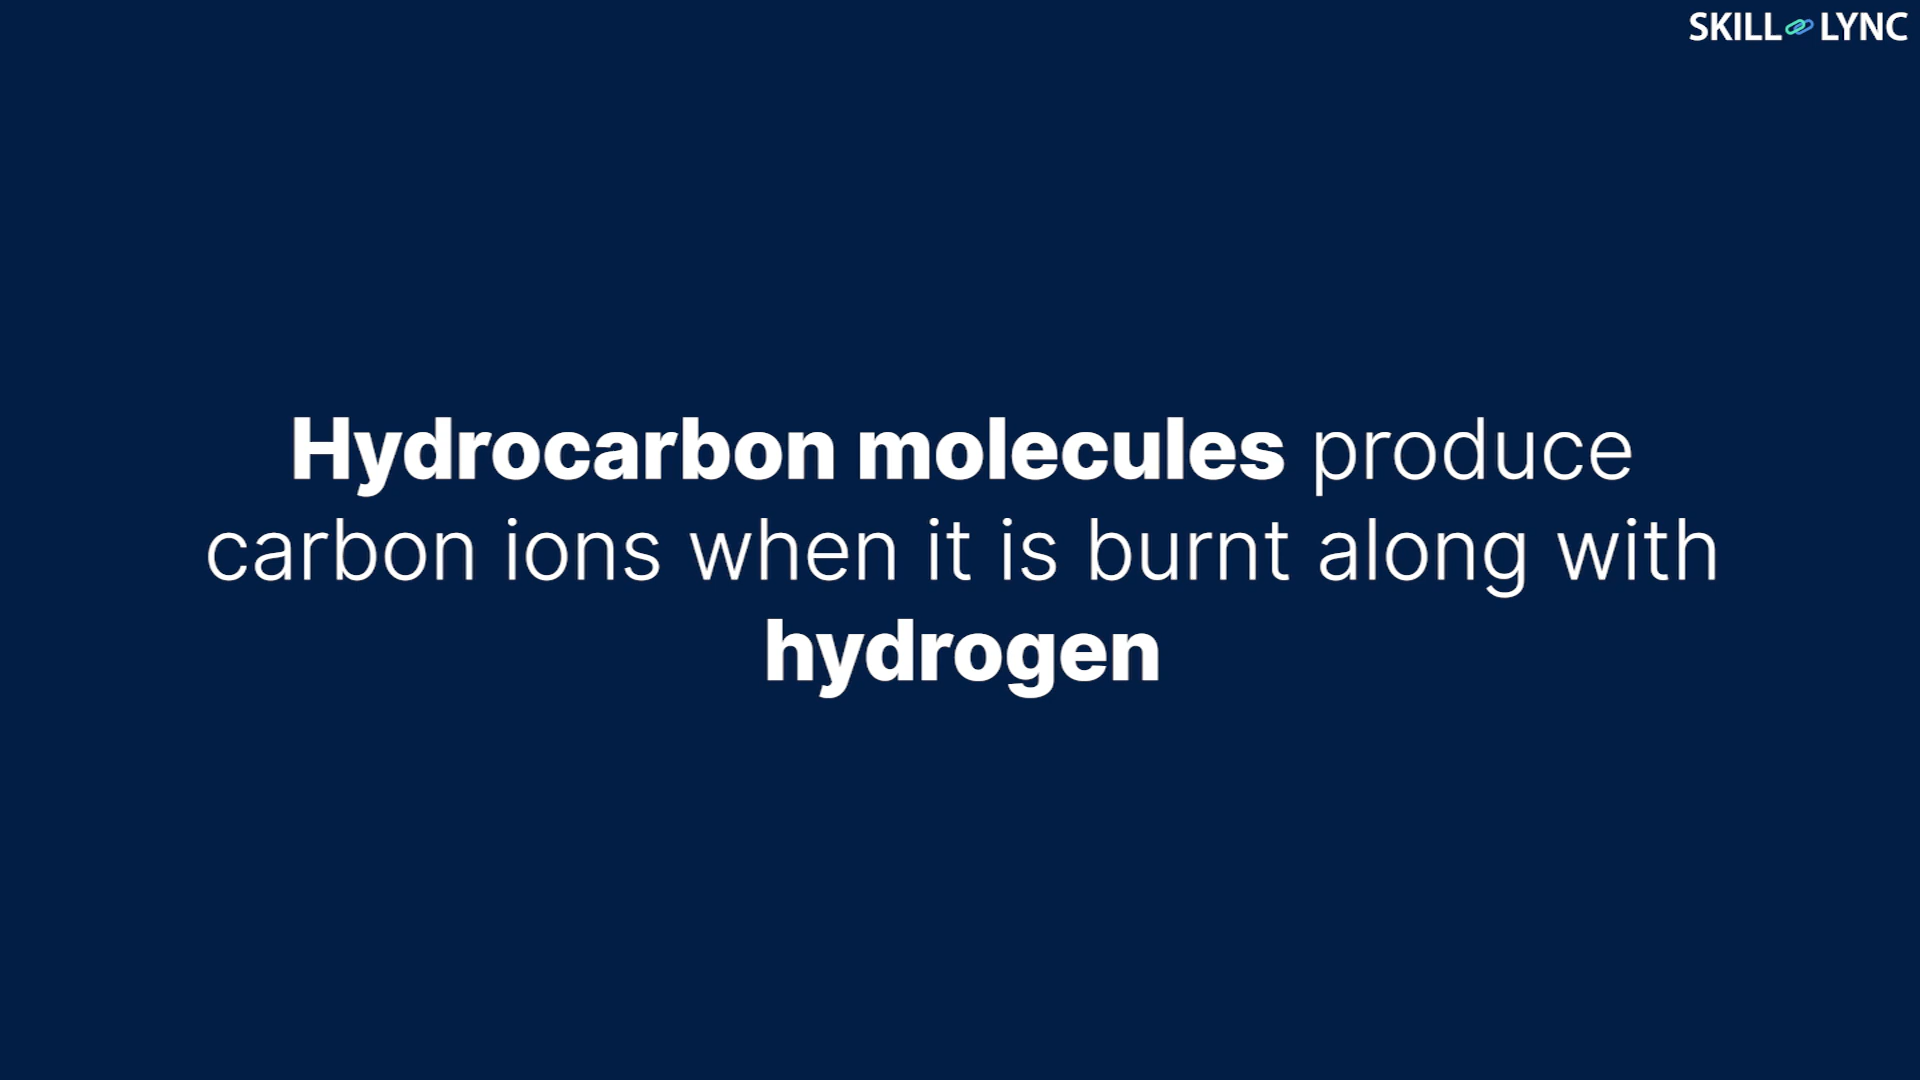 SKILL LYNC
Hydrocarbon molecules produce
carbon ions when it is burnt along with
hydrogen